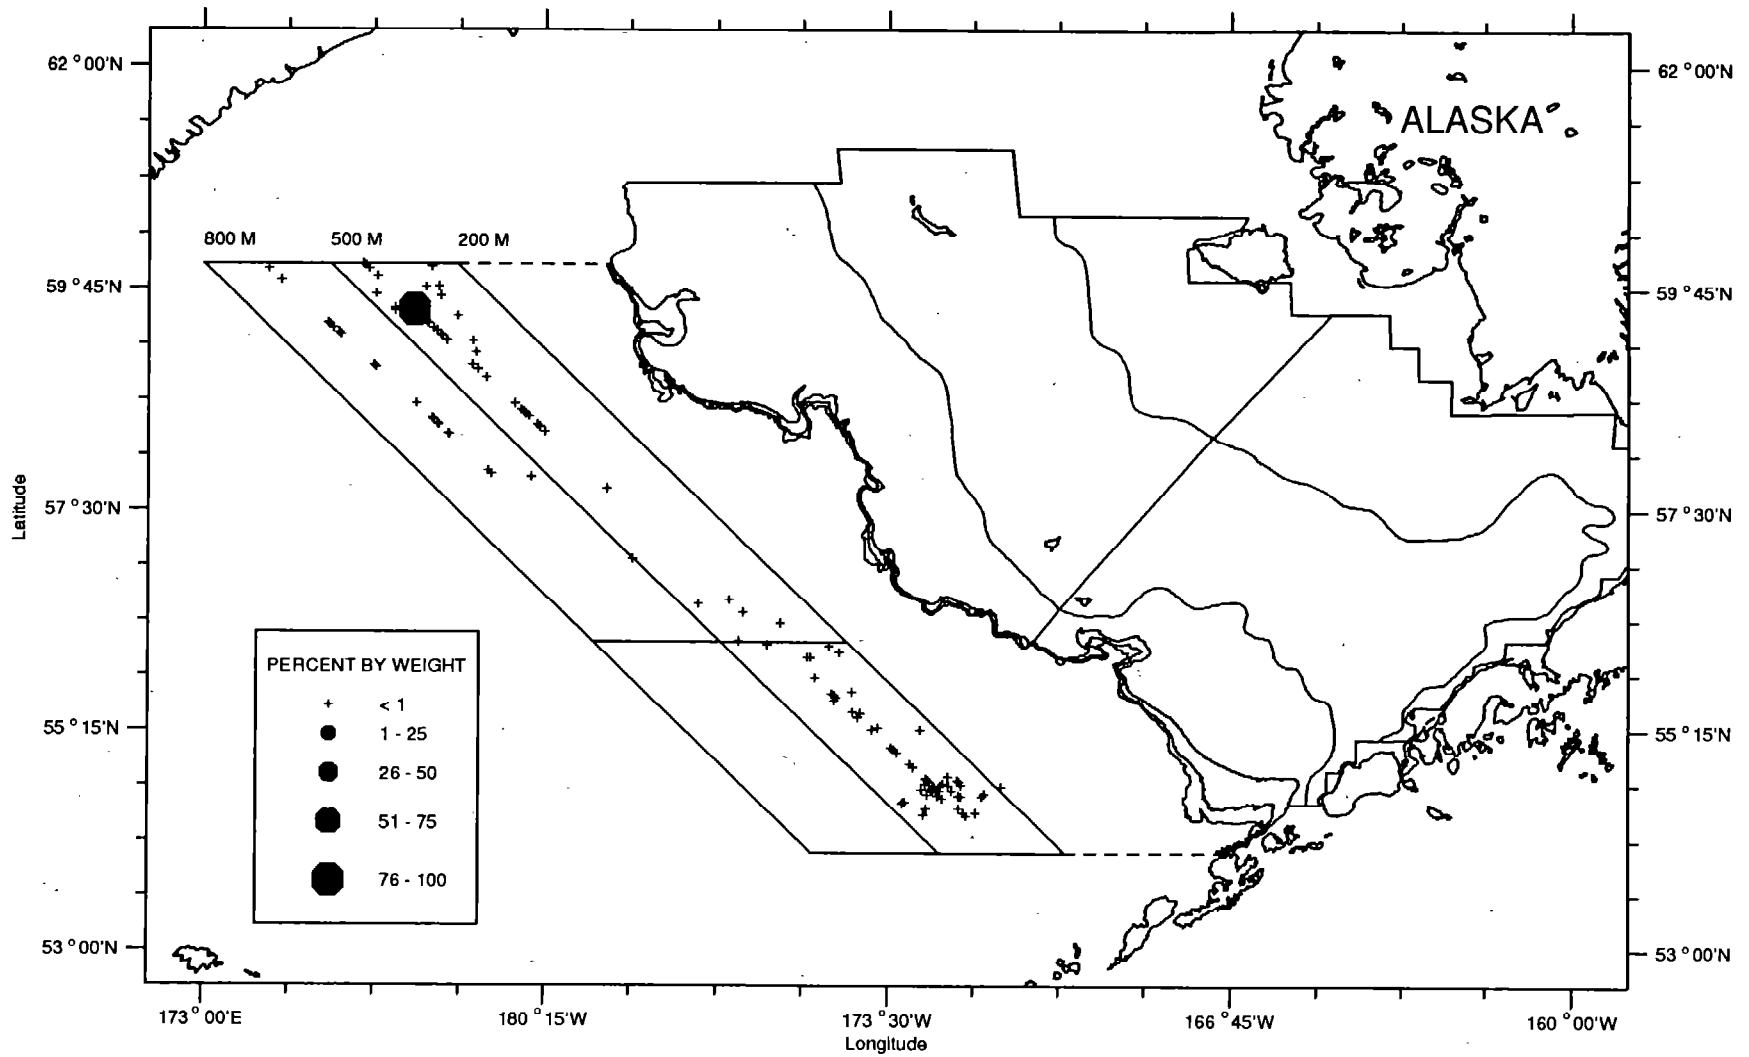 62 °00'N
62 °00'N
ALASKA
800 M
500 M
200 M
59 °45'N
59 °45'N
Latitude
57 °30'N
57 °30'N
PERCENT BY WEIGHT
+ < 1
1 - 25
26 - 50
51 - 75
76 - 100
55 °15'N
55 °15'N
53 °00'N
53 °00'N
173 °00'E
180 °15'W
173 °30'W
166 °45'W
160 °00'W
Longitude